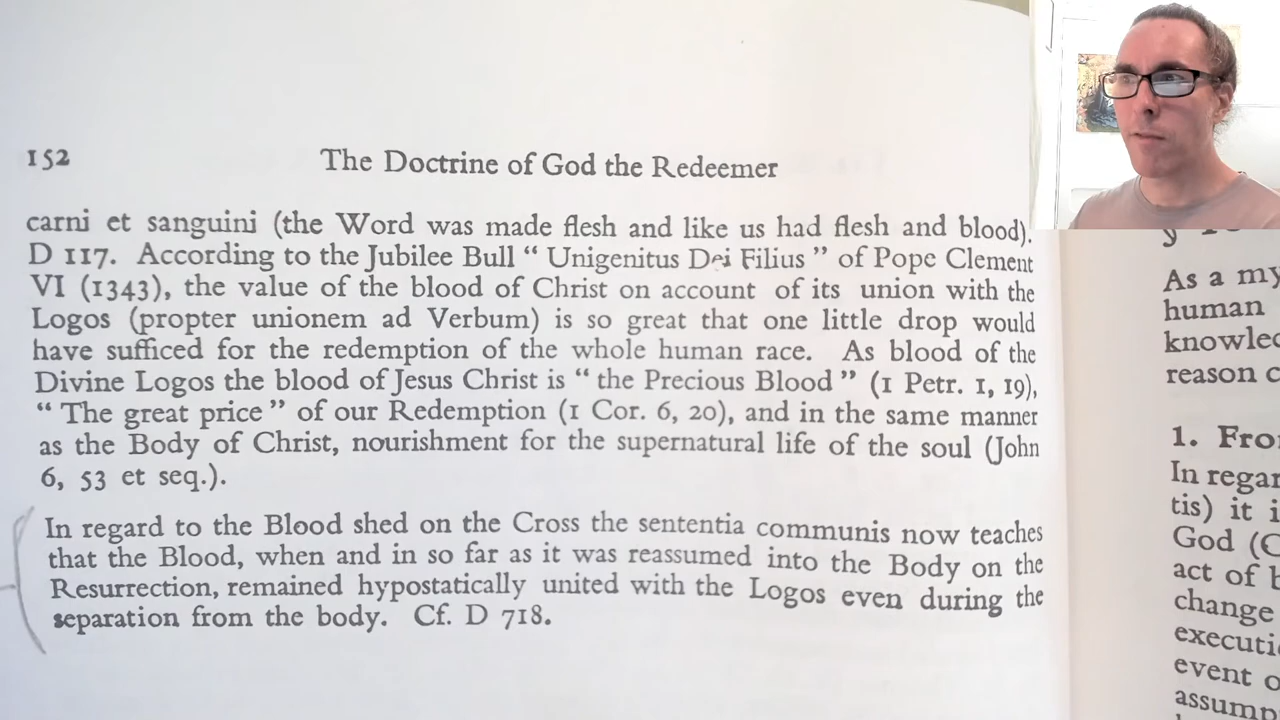 152
The Doctrine of God the Redeemer
carni et sanguini (the Word was made flesh and like us had flesh and blood).
D 117. According to the Jubilee Bull “ Unigenitus Dei Filius ” of Pope Clement
VI (1343), the value of the blood of Christ on account of its union with the
Logos (propter unionem ad Verbum) is so great that one little drop would
have sufficed for the redemption of the whole human race. As blood of the
Divine Logos the blood of Jesus Christ is “ the Precious Blood ” (1 Petr. 1, 19),
“ The great price ” of our Redemption (1 Cor. 6, 20), and in the same manner
as the Body of Christ, nourishment for the supernatural life of the soul (John
6, 53 et seq.).
In regard to the Blood shed on the Cross the sententia communis now teaches
that the Blood, when and in so far as it was reassumed into the Body on the
Resurrection, remained hypostatically united with the Logos even during the
separation from the body. Cf. D 718.
As a my
human
knowled
reason c
1. Fro
In regar
tis) it i
God (C
act of b
change
executi
event o
assump